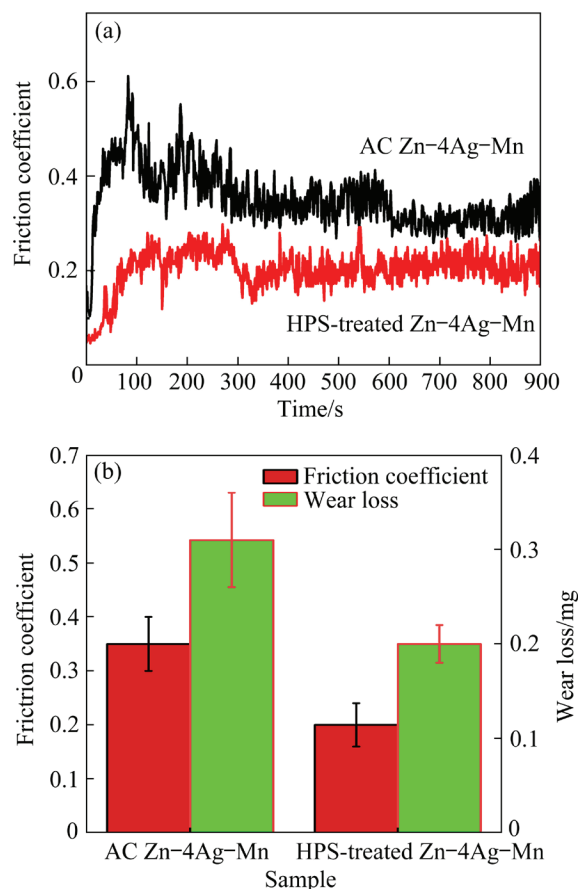 (a)
0.6
0.4
0.2
0
Friction coefficient
AC Zn−4Ag−Mn
HPS-treated Zn−4Ag−Mn
100 200 300 400 500 600 700 800 900
Time/s
(b)
Friction coefficient
Wear loss
0.7
0.6
0.5
0.4
0.3
0.2
0.1
0
Frictrion coefficient
0.4
0.3
0.2
0.1
0
Wear loss/mg
AC Zn−4Ag−Mn HPS-treated Zn−4Ag−Mn
Sample